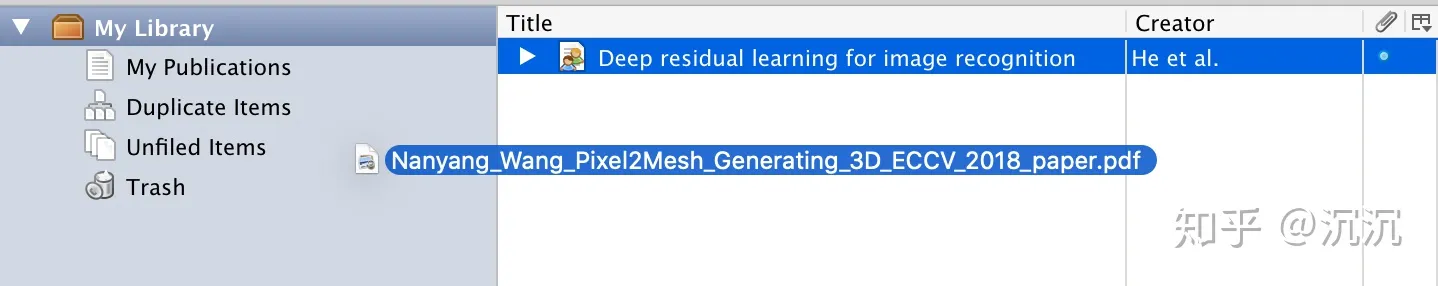 My Library
My Publications
Duplicate Items
Unfiled Items
Trash
Title Creator
Deep residual learning for image recognition He et al.
Nanyang_Wang_Pixel2Mesh_Generating_3D_ECCV_2018_paper.pdf
知乎 @沉沉